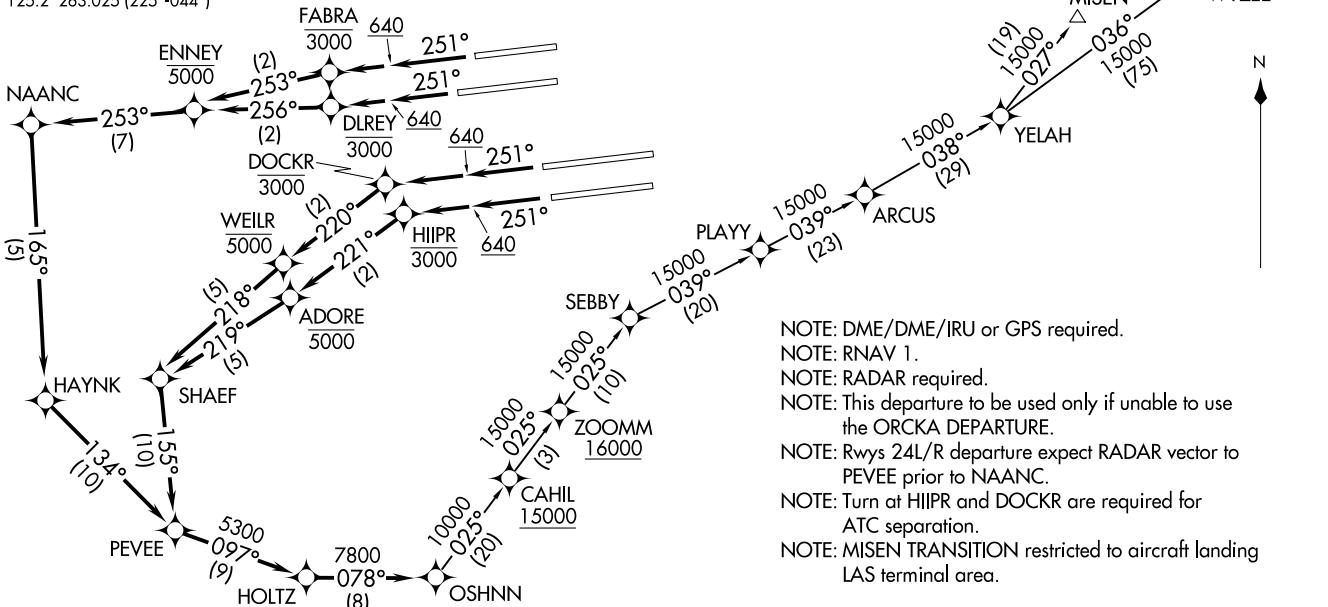 FABRA
3000
640
251°
ENNEY
5000
(2)
253°
251°
NAANC
253°
(7)
256°
(2)
DLREY
3000
640
640
DOCKR
3000
251°
251°
640
HIIPR
3000
(2)
220°
WEILR
5000
221°
(2)
(5)
218°
219°
(5)
ADORE
5000
165°
(5)
HAYNK
SHAEF
155°
(10)
134°
(10)
PEVEE
5300
097°
(9)
HOLTZ
7800
078°
(8)
OSHNN
10000
025°
(20)
CAHIL
15000
15000
025°
(3)
ZOOMM
16000
15000
025°
(10)
SEBBY
15000
039°
(20)
PLAYY
15000
039°
(23)
ARCUS
15000
038°
(29)
YELAH
(19)
15000
027°
MISEN
036°
15000
(75)
N
NOTE: DME/DME/IRU or GPS required.
NOTE: RNAV 1.
NOTE: RADAR required.
NOTE: This departure to be used only if unable to use
the ORCKA DEPARTURE.
NOTE: Rwys 24L/R departure expect RADAR vector to
PEVEE prior to NAANC.
NOTE: Turn at HIIPR and DOCKR are required for
ATC separation.
NOTE: MISEN TRANSITION restricted to aircraft landing
LAS terminal area.